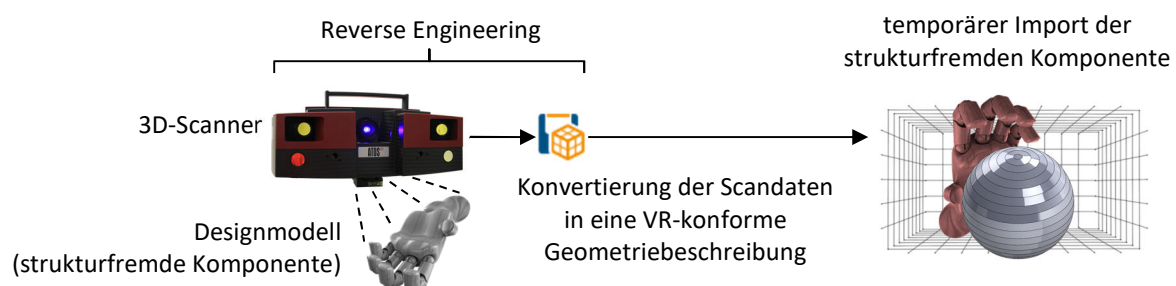 Reverse Engineering
temporärer Import der
strukturfremden Komponente
3D-Scanner
ATOS
Konvertierung der Scandaten
in eine VR-konforme
Geometriebeschreibung
Designmodell
(strukturfremde Komponente)